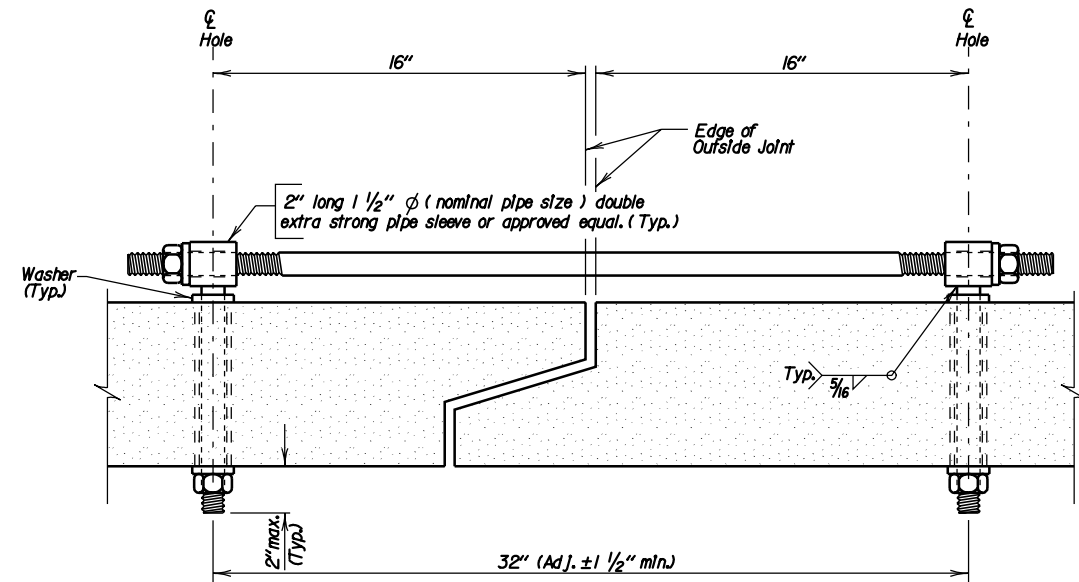 ℄
Hole
℄
Hole
16"
16"
Edge of
Outside Joint
2" long 1 1/2" ϕ ( nominal pipe size ) double
extra strong pipe sleeve or approved equal. ( Typ. )
Washer
(Typ.)
Typ.
5/16
2" max.
(Typ.)
32" (Adj. ±1 1/2" min.)